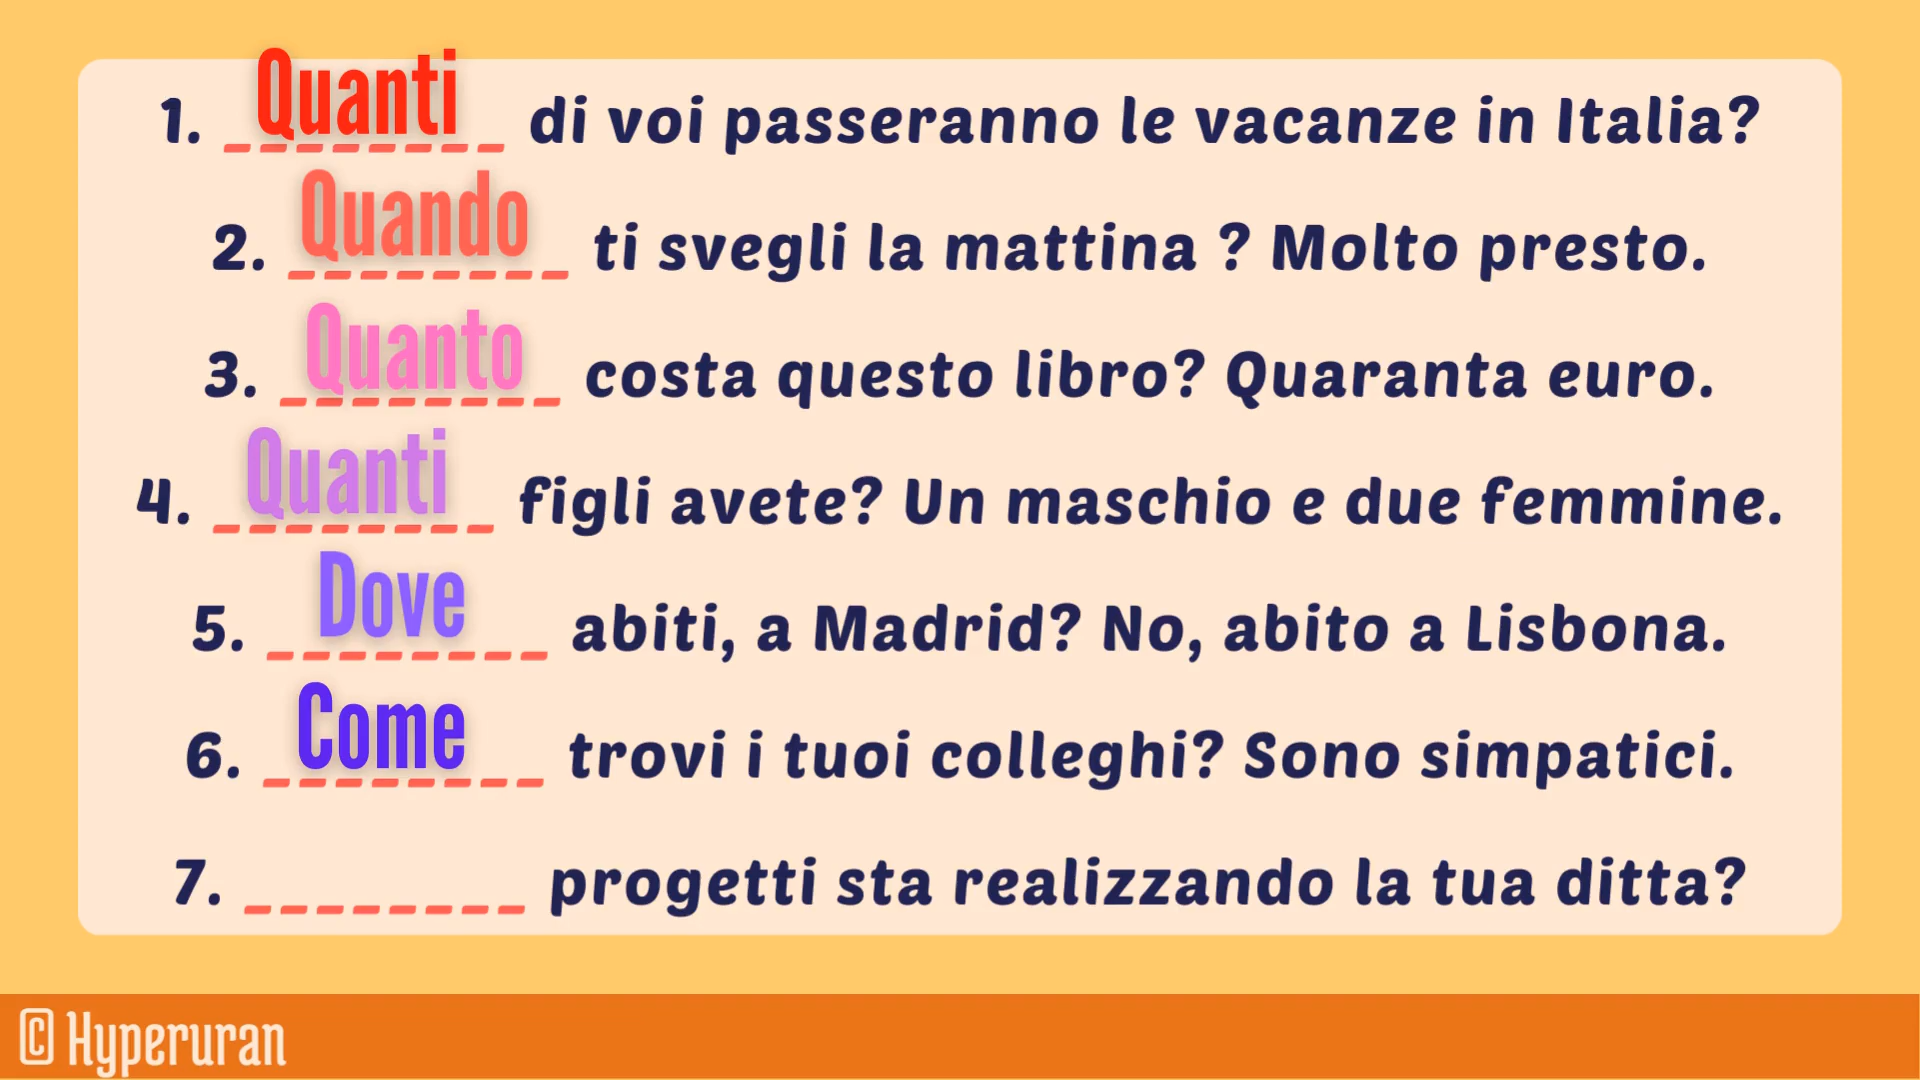 1. Quanti di voi passeranno le vacanze in Italia?
2. Quando ti svegli la mattina ? Molto presto.
3. Quanto costa questo libro? Quaranta euro.
4. Quanti figli avete? Un maschio e due femmine.
5. Dove abiti, a Madrid? No, abito a Lisbona.
6. Come trovi i tuoi colleghi? Sono simpatici.
7. ________ progetti sta realizzando la tua ditta?
© Hyperuran